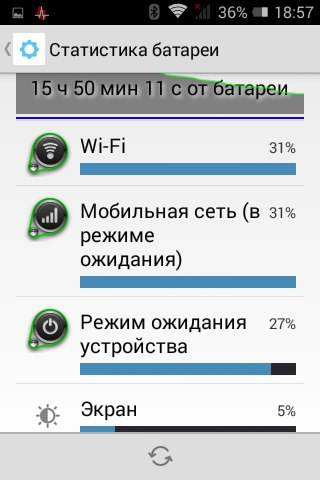 36% 18:57
Статистика батареи
15 ч 50 мин 11 с от батареи
Wi-Fi 31%
Мобильная сеть (в 31%
режиме
ожидания)
Режим ожидания 27%
устройства
Экран 5%